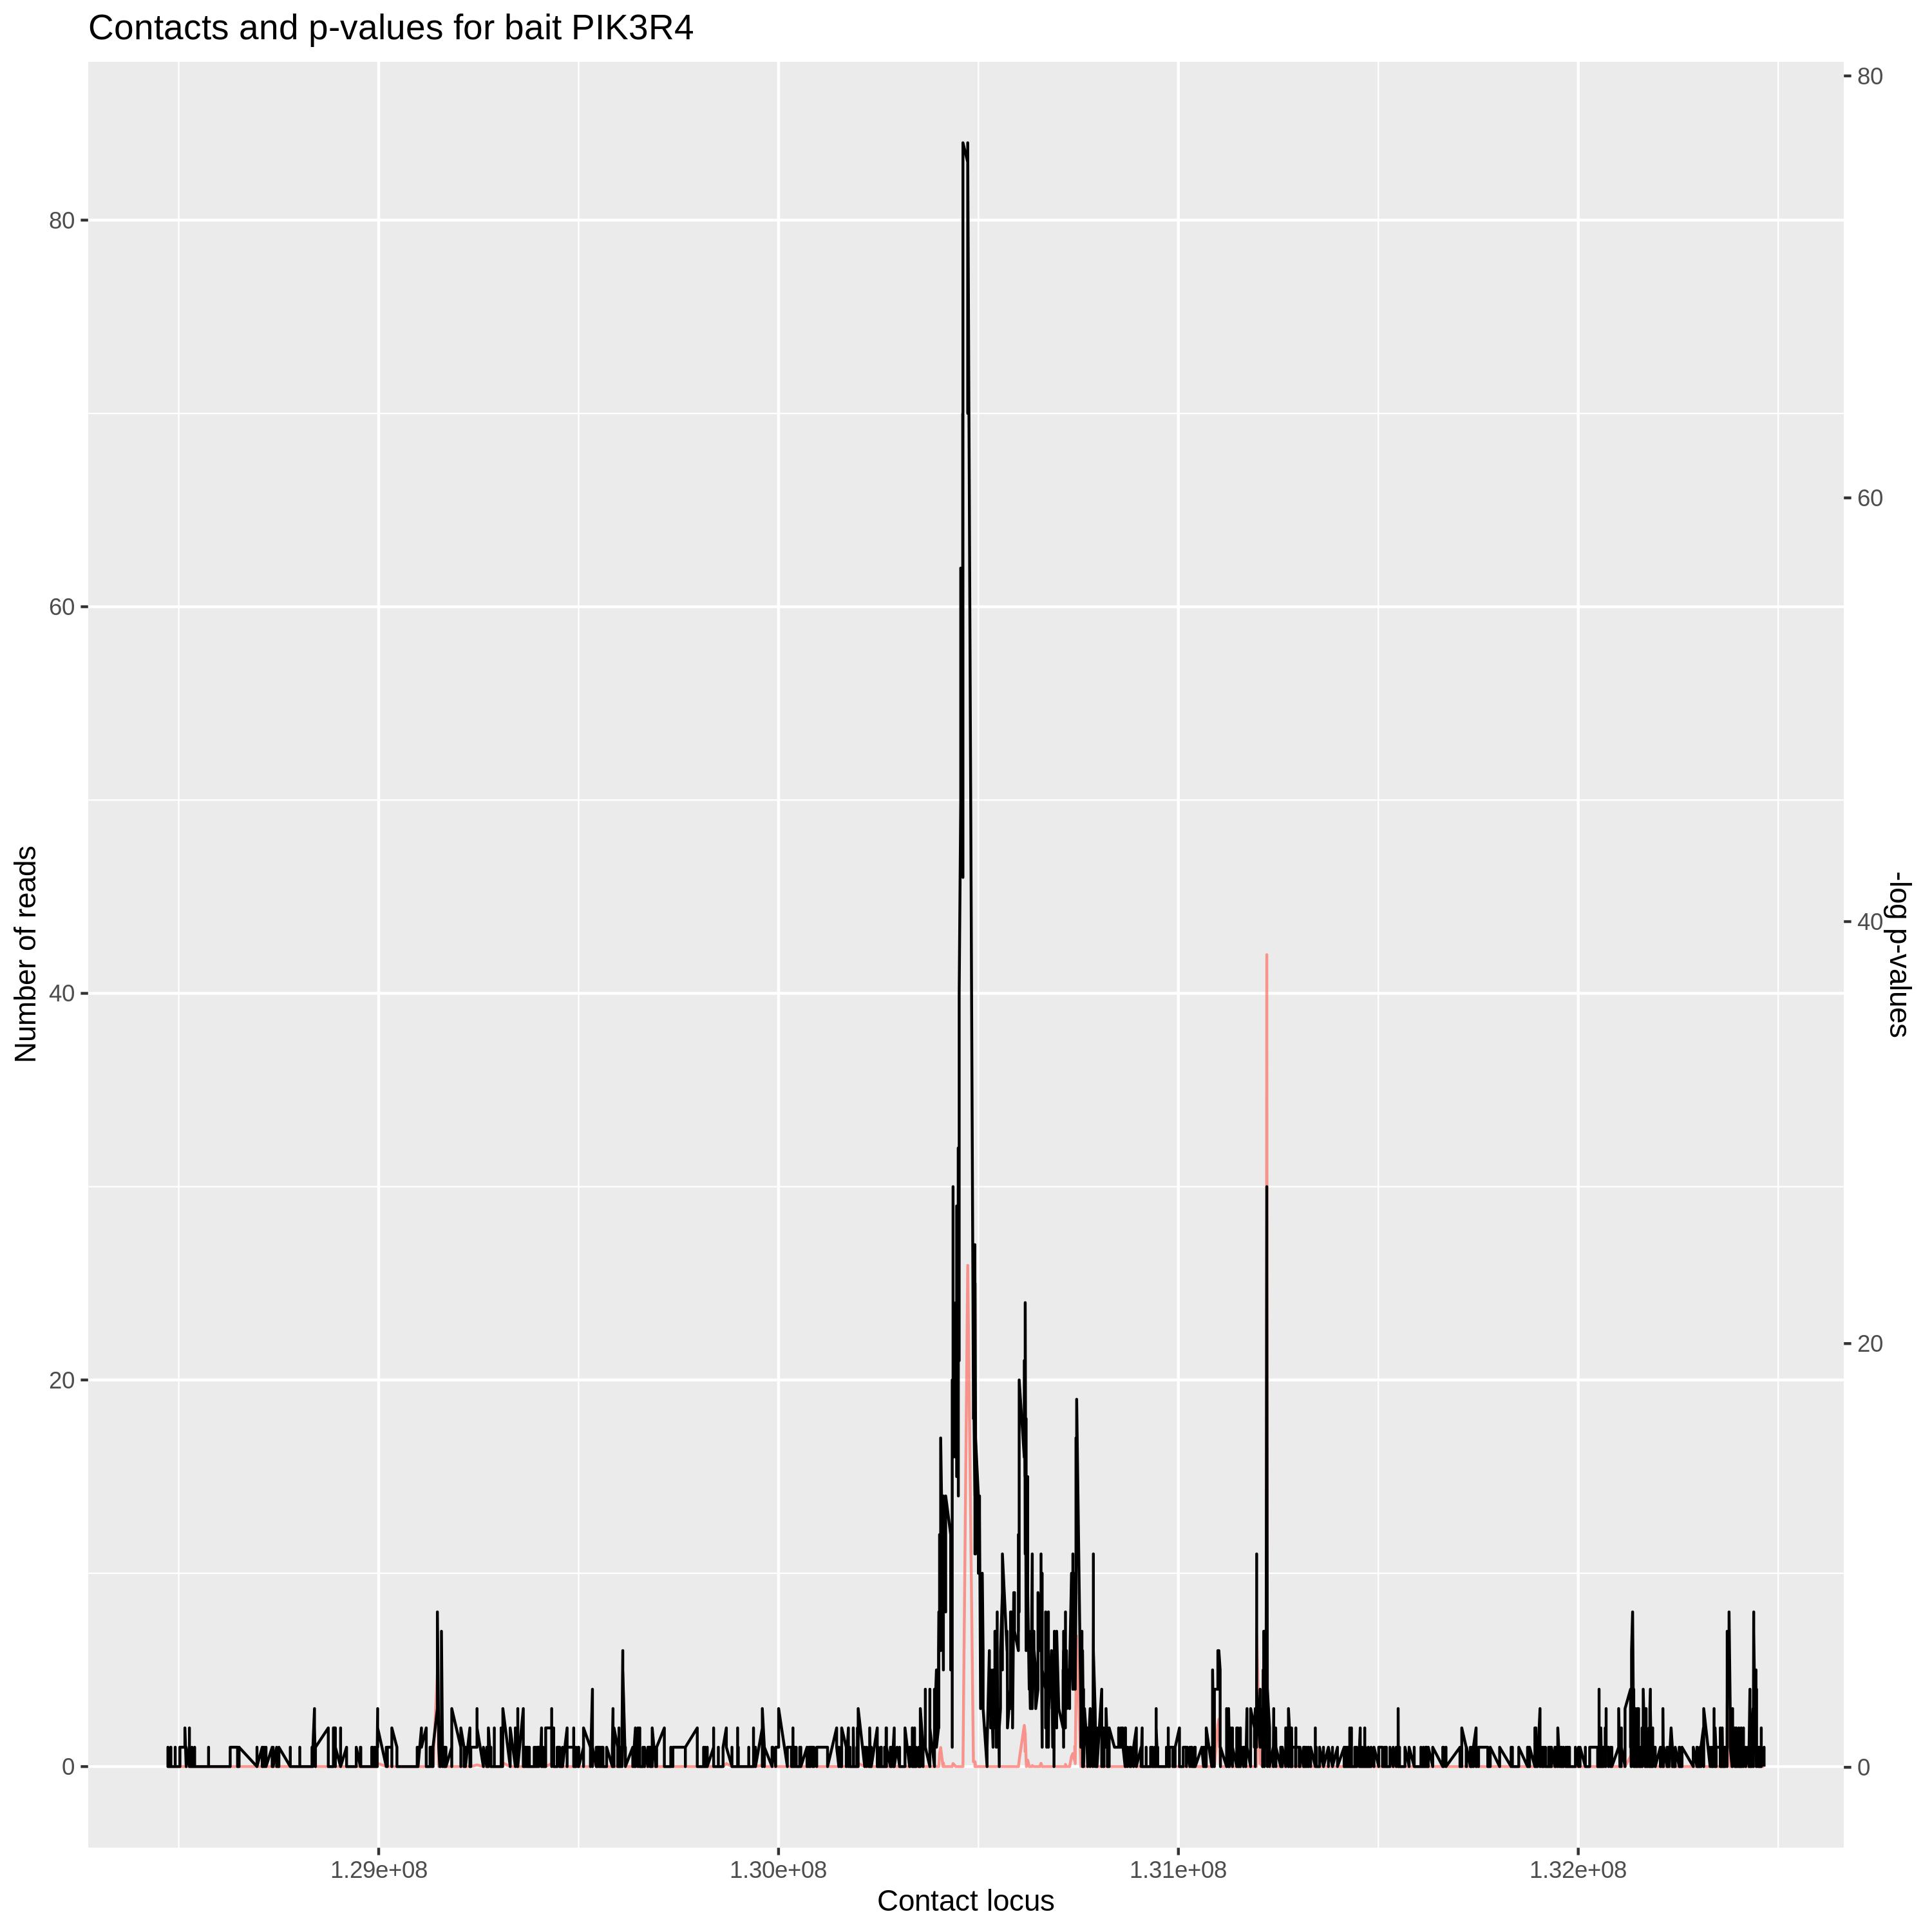 Contacts and p-values for bait PIK3R4
80
60
40
20
0
Number of reads
80
60
40
20
0
-log p-values
1.29e+08
1.30e+08
1.31e+08
1.32e+08
Contact locus